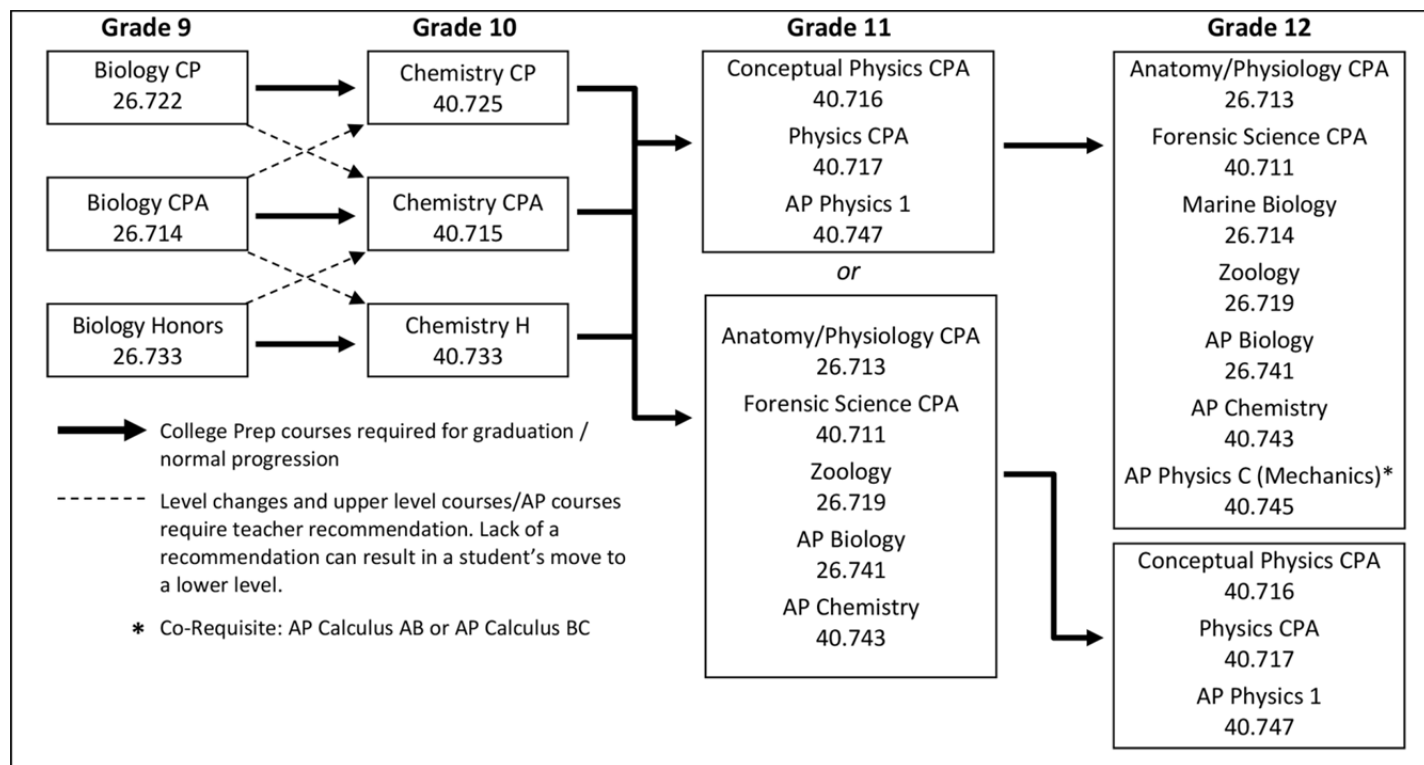 Grade 9
Biology CP
26.722
Biology CPA
26.714
Biology Honors
26.733
Grade 10
Chemistry CP
40.725
Chemistry CPA
40.715
Chemistry H
40.733
College Prep courses required for graduation /
normal progression
Level changes and upper level courses/AP courses
require teacher recommendation. Lack of a
recommendation can result in a student’s move to
a lower level.
* Co-Requisite: AP Calculus AB or AP Calculus BC
Grade 11
Conceptual Physics CPA
40.716
Physics CPA
40.717
AP Physics 1
40.747
or
Anatomy/Physiology CPA
26.713
Forensic Science CPA
40.711
Zoology
26.719
AP Biology
26.741
AP Chemistry
40.743
Grade 12
Anatomy/Physiology CPA
26.713
Forensic Science CPA
40.711
Marine Biology
26.714
Zoology
26.719
AP Biology
26.741
AP Chemistry
40.743
AP Physics C (Mechanics)*
40.745
Conceptual Physics CPA
40.716
Physics CPA
40.717
AP Physics 1
40.747